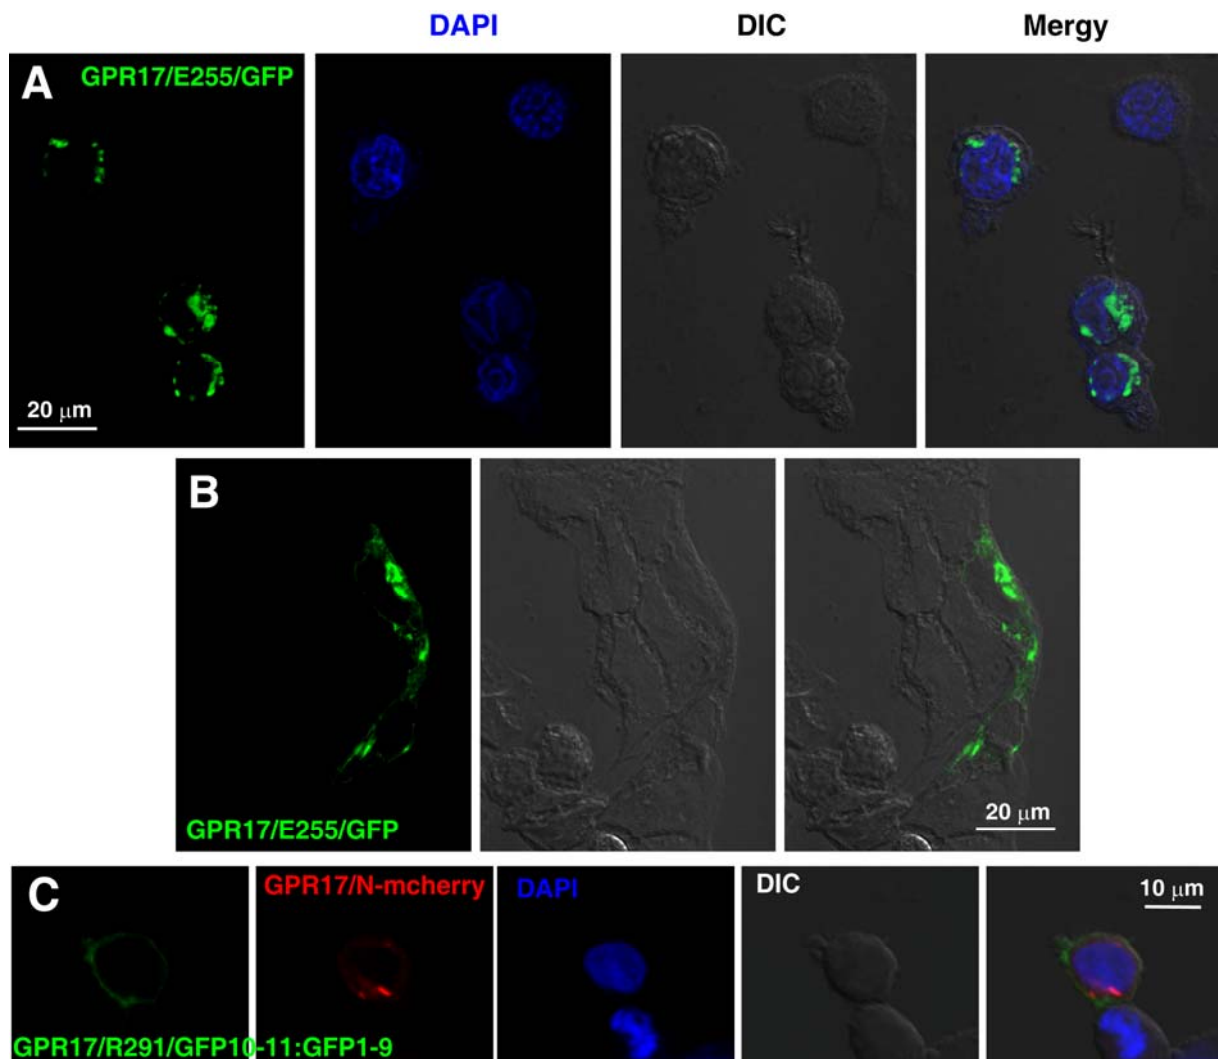 DAPI
DIC
Mergy
A
GPR17/E255/GFP
20 μm
B
GPR17/E255/GFP
20 μm
C
GPR17/N-mcherry
DAPI
DIC
10 μm
GPR17/R291/GFP10-11:GFP1-9